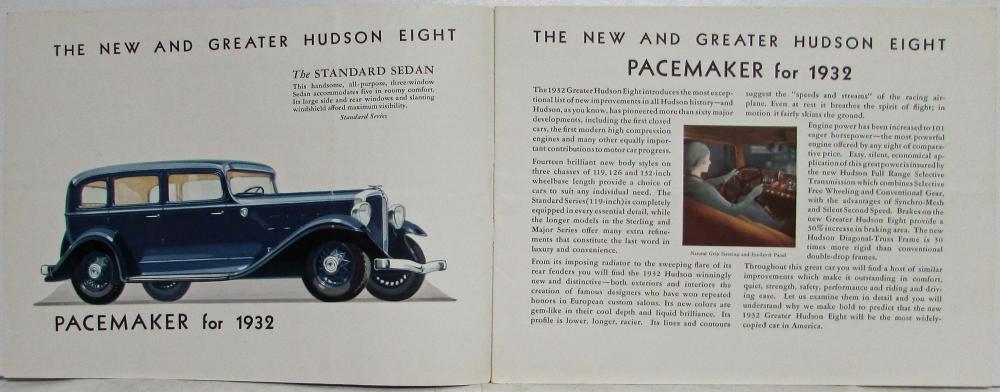 THE NEW AND GREATER HUDSON EIGHT
The STANDARD SEDAN
This handsome, all-purpose, three-window
Sedan accommodates five in roomy comfort.
Its large side and rear windows and slanting
windshield afford maximum visibility.
Standard Series
PACEMAKER for 1932
THE NEW AND GREATER HUDSON EIGHT
PACEMAKER for 1932
The 1932 Greater Hudson Eight introduces the most excep-
tional list of new improvements in all Hudson history—and
Hudson, as you know, has pioneered more than sixty major
developments, including the first closed
cars, the first modern high compression
engines and many other equally impor-
tant contributions to motor car progress.
Fourteen brilliant new body styles on
three chasses of 119, 126 and 132-inch
wheelbase length provide a choice of
cars to suit any individual need. The
Standard Series (119-inch) is completely
equipped in every essential detail, while
the longer models in the Sterling and
Major Series offer many extra refine-
ments that constitute the last word in
luxury and convenience.
From its imposing radiator to the sweeping flare of its
rear fenders you will find the 1932 Hudson winningly
new and distinctive—both exteriors and interiors the
creation of famous designers who have won repeated
honors in European custom salons. Its new colors are
gem-like in their cool depth and liquid brilliance. Its
profile is lower, longer, racier. Its lines and contours
suggest the "speeds and streams" of the racing air-
plane. Even at rest it breathes the spirit of flight; in
motion it fairly skims the ground.
Engine power has been increased to 101
eager horsepower—the most powerful
engine offered by any eight of compara-
tive price. Easy, silent, economical ap-
plication of this great power is insured by
the new Hudson Full Range Selective
Transmission which combines Selective
Free Wheeling and Conventional Gear,
with the advantages of Synchro-Mesh
and Silent Second Speed. Brakes on the
new Greater Hudson Eight provide a
30% increase in braking area. The new
Hudson Diagonal-Truss Frame is 30
times more rigid than conventional
double-drop frames.
Natural Grip Steering and Enslaved Panel
Throughout this great car you will find a host of similar
improvements which make it outstanding in comfort,
quiet, strength, safety, performance and riding and driv-
ing ease. Let us examine them in detail and you will
understand why we make bold to predict that the new
1932 Greater Hudson Eight will be the most widely-
copied car in America.